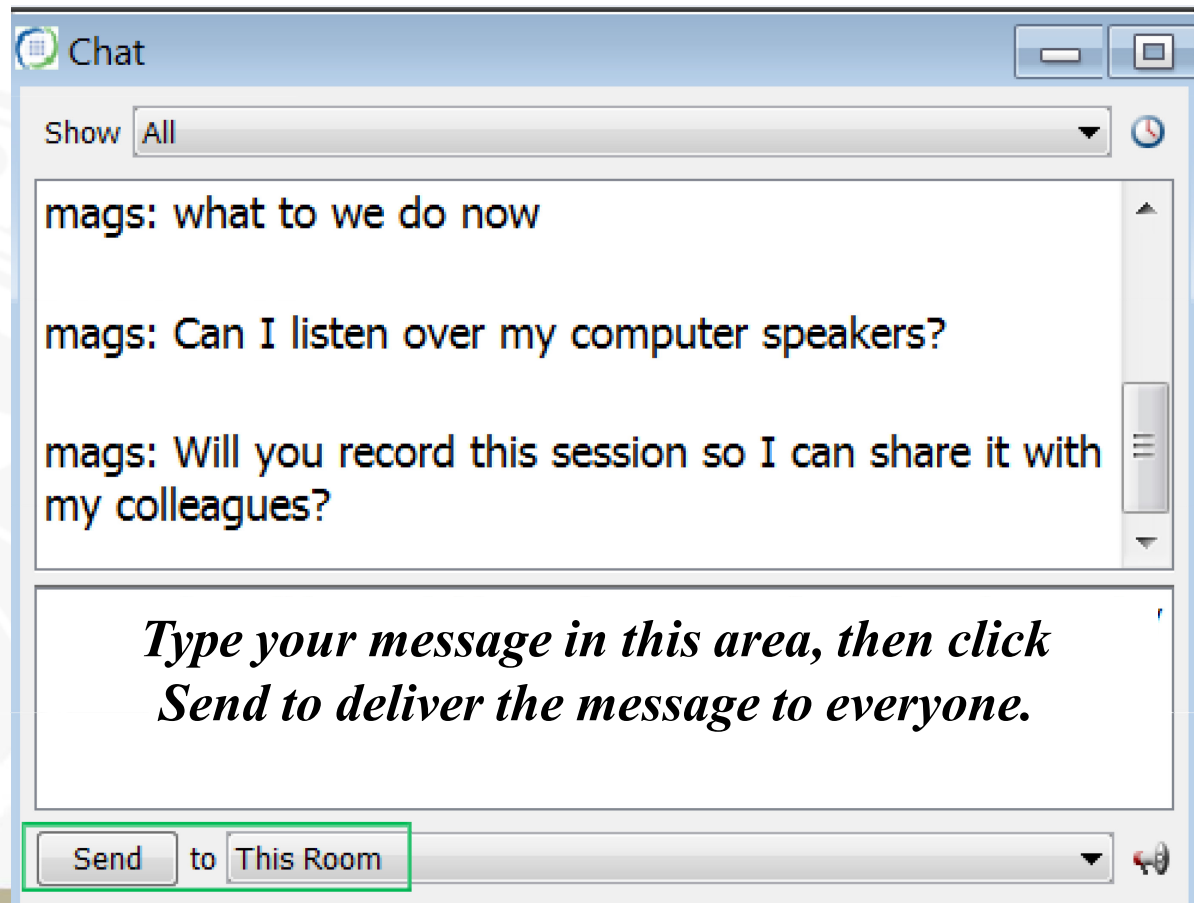 Chat
Show All
mags: what to we do now
mags: Can I listen over my computer speakers?
mags: Will you record this session so I can share it with
my colleagues?
Type your message in this area, then click
Send to deliver the message to everyone.
Send to This Room